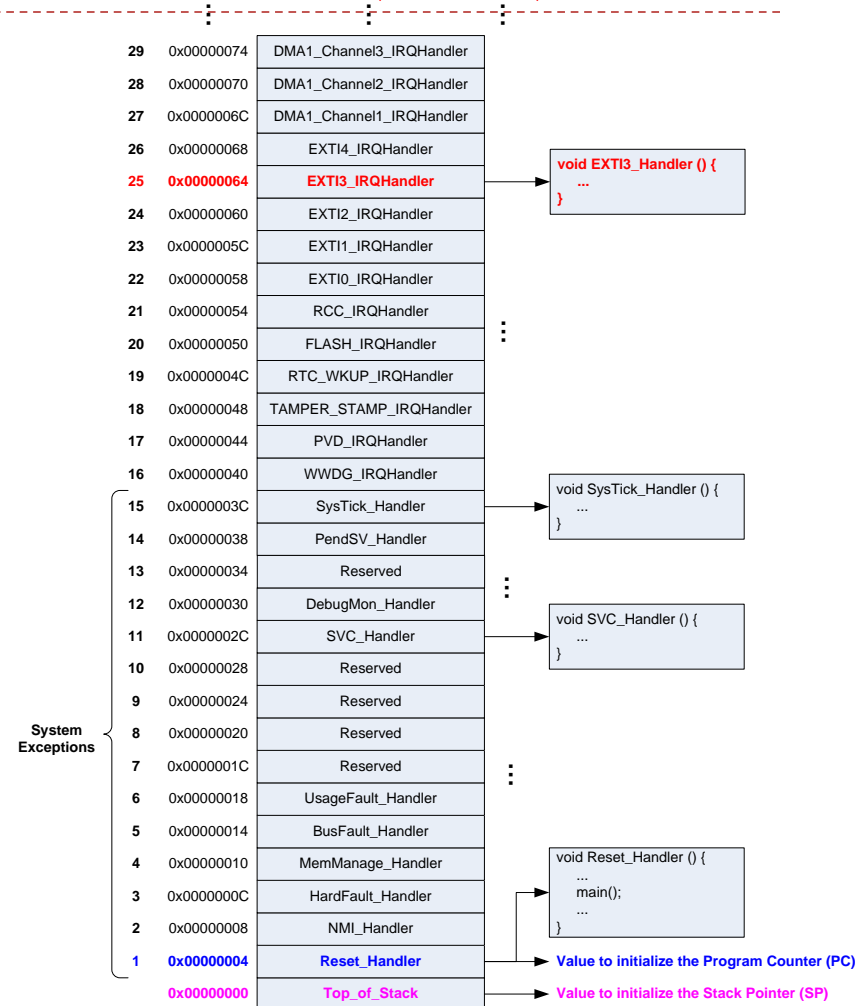 29 0x00000074 DMA1_Channel3_IRQHandler
28 0x00000070 DMA1_Channel2_IRQHandler
27 0x0000006C DMA1_Channel1_IRQHandler
26 0x00000068 EXTI4_IRQHandler
25 0x00000064 EXTI3_IRQHandler
void EXTI3_Handler () {
...
}
24 0x00000060 EXTI2_IRQHandler
23 0x0000005C EXTI1_IRQHandler
22 0x00000058 EXTI0_IRQHandler
21 0x00000054 RCC_IRQHandler
20 0x00000050 FLASH_IRQHandler
19 0x0000004C RTC_WKUP_IRQHandler
18 0x00000048 TAMPER_STAMP_IRQHandler
17 0x00000044 PVD_IRQHandler
16 0x00000040 WWDG_IRQHandler
15 0x0000003C SysTick_Handler
void SysTick_Handler () {
...
}
14 0x00000038 PendSV_Handler
13 0x00000034 Reserved
12 0x00000030 DebugMon_Handler
11 0x0000002C SVC_Handler
void SVC_Handler () {
...
}
10 0x00000028 Reserved
9 0x00000024 Reserved
System
Exceptions
8 0x00000020 Reserved
7 0x0000001C Reserved
6 0x00000018 UsageFault_Handler
5 0x00000014 BusFault_Handler
4 0x00000010 MemManage_Handler
void Reset_Handler () {
...
main();
...
}
3 0x0000000C HardFault_Handler
2 0x00000008 NMI_Handler
1 0x00000004 Reset_Handler Value to initialize the Program Counter (PC)
0x00000000 Top_of_Stack Value to initialize the Stack Pointer (SP)